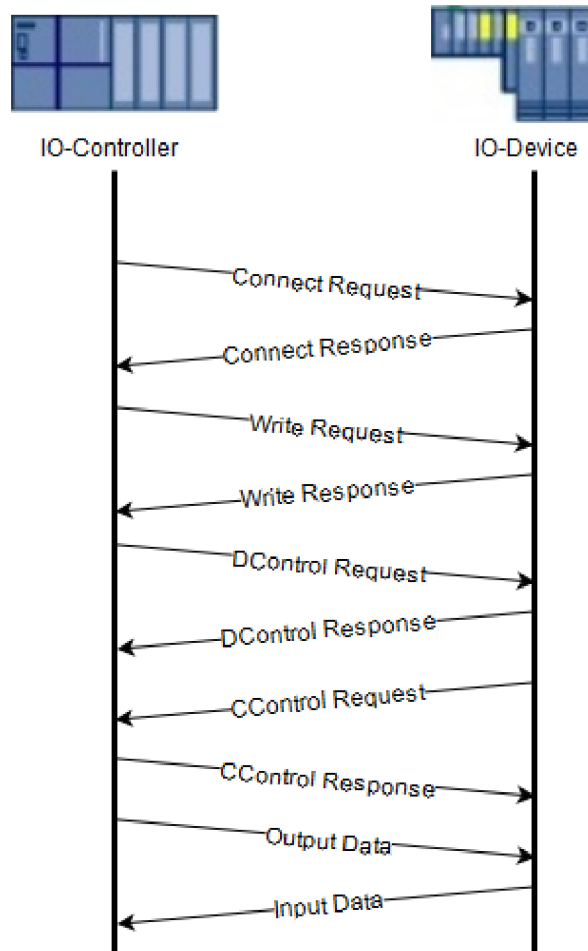 IO-Controller
IO-Device
Connect Request
Connect Response
Write Request
Write Response
DControl Request
DControl Response
CControl Request
CControl Response
Output Data
Input Data